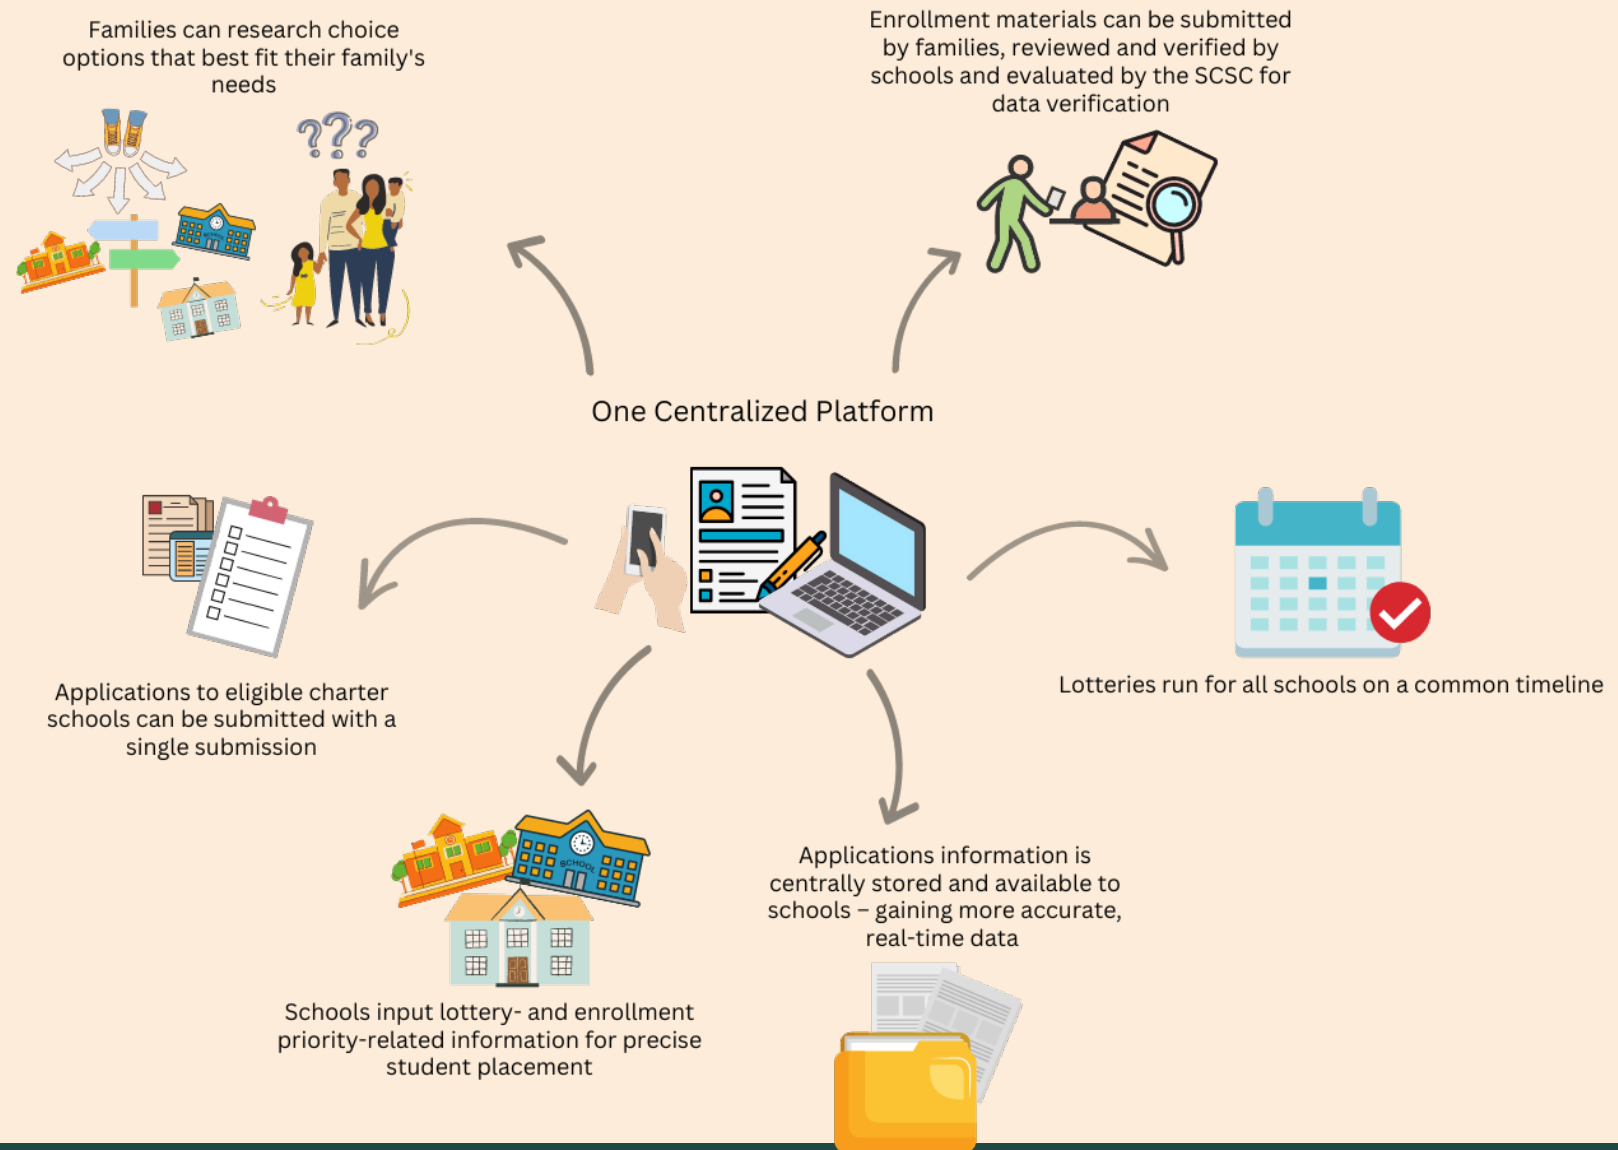 Families can research choice
options that best fit their family's
needs
Enrollment materials can be submitted
by families, reviewed and verified by
schools and evaluated by the SCSC for
data verification
???
SCHOOL
One Centralized Platform
Applications to eligible charter
schools can be submitted with a
single submission
Lotteries run for all schools on a common timeline
SCHOOL
Schools input lottery- and enrollment
priority-related information for precise
student placement
Applications information is
centrally stored and available to
schools – gaining more accurate,
real-time data